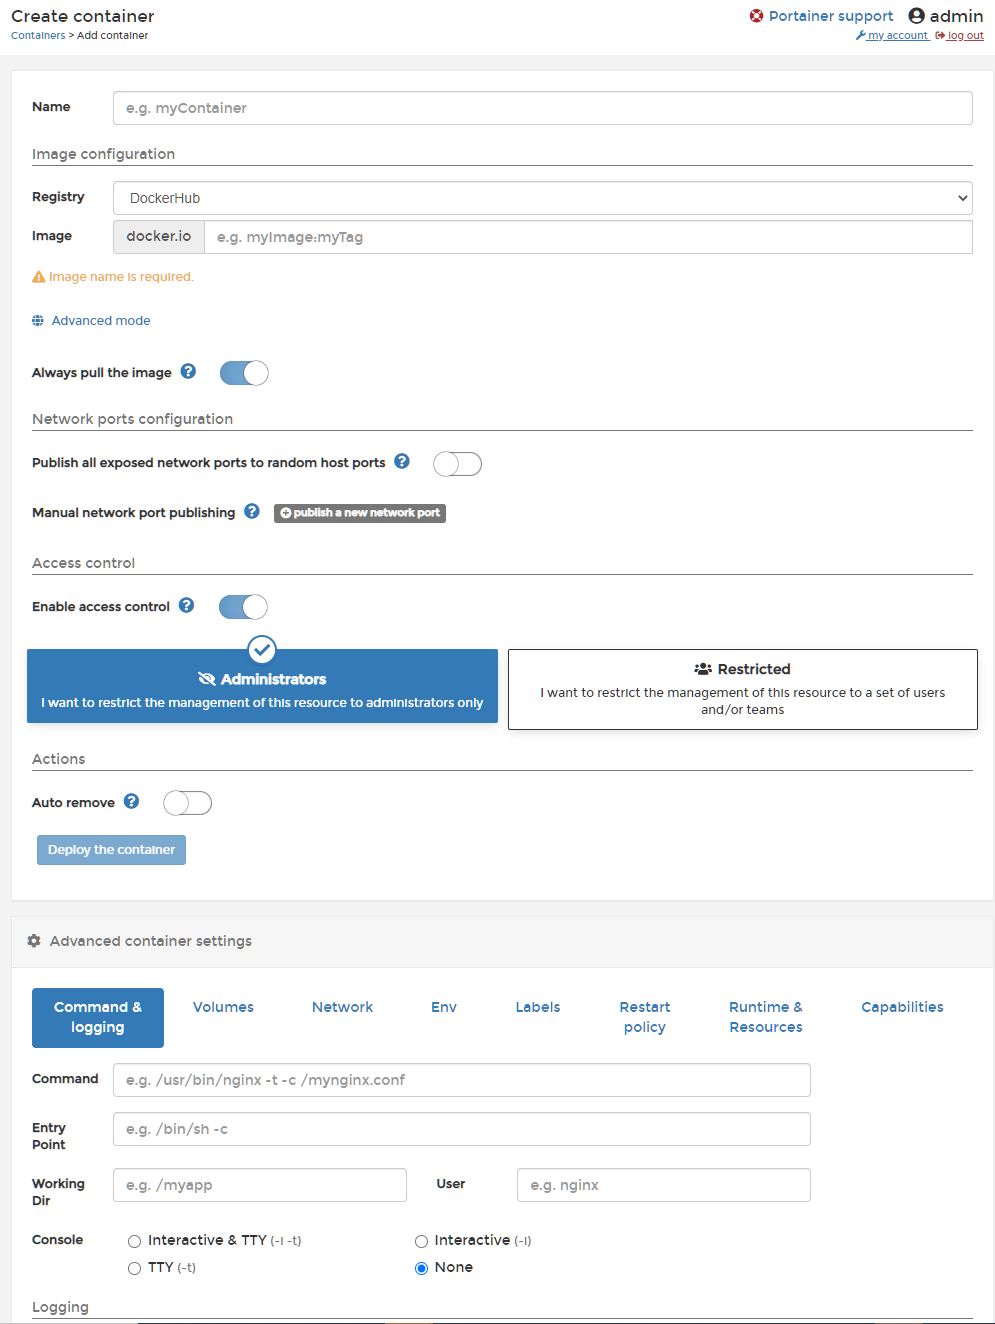 Create container
Portainer support admin
Containers > Add container
my account log out
Name e.g. myContainer
Image configuration
Registry DockerHub
Image docker.io e.g. myImage:myTag
Image name is required.
Advanced mode
Always pull the image
Network ports configuration
Publish all exposed network ports to random host ports
Manual network port publishing publish a new network port
Access control
Enable access control
Administrators
I want to restrict the management of this resource to administrators only
Restricted
I want to restrict the management of this resource to a set of users
and/or teams
Actions
Auto remove
Deploy the container
Advanced container settings
Command &
logging
Volumes
Network
Env
Labels
Restart
policy
Runtime &
Resources
Capabilities
Command e.g. /usr/bin/nginx -t -c /mynginx.conf
Entry
Point
e.g. /bin/sh -c
Working
Dir
e.g. /myapp
User e.g. nginx
Console
Interactive & TTY (-i -t)
Interactive (-i)
TTY (-t)
None
Logging